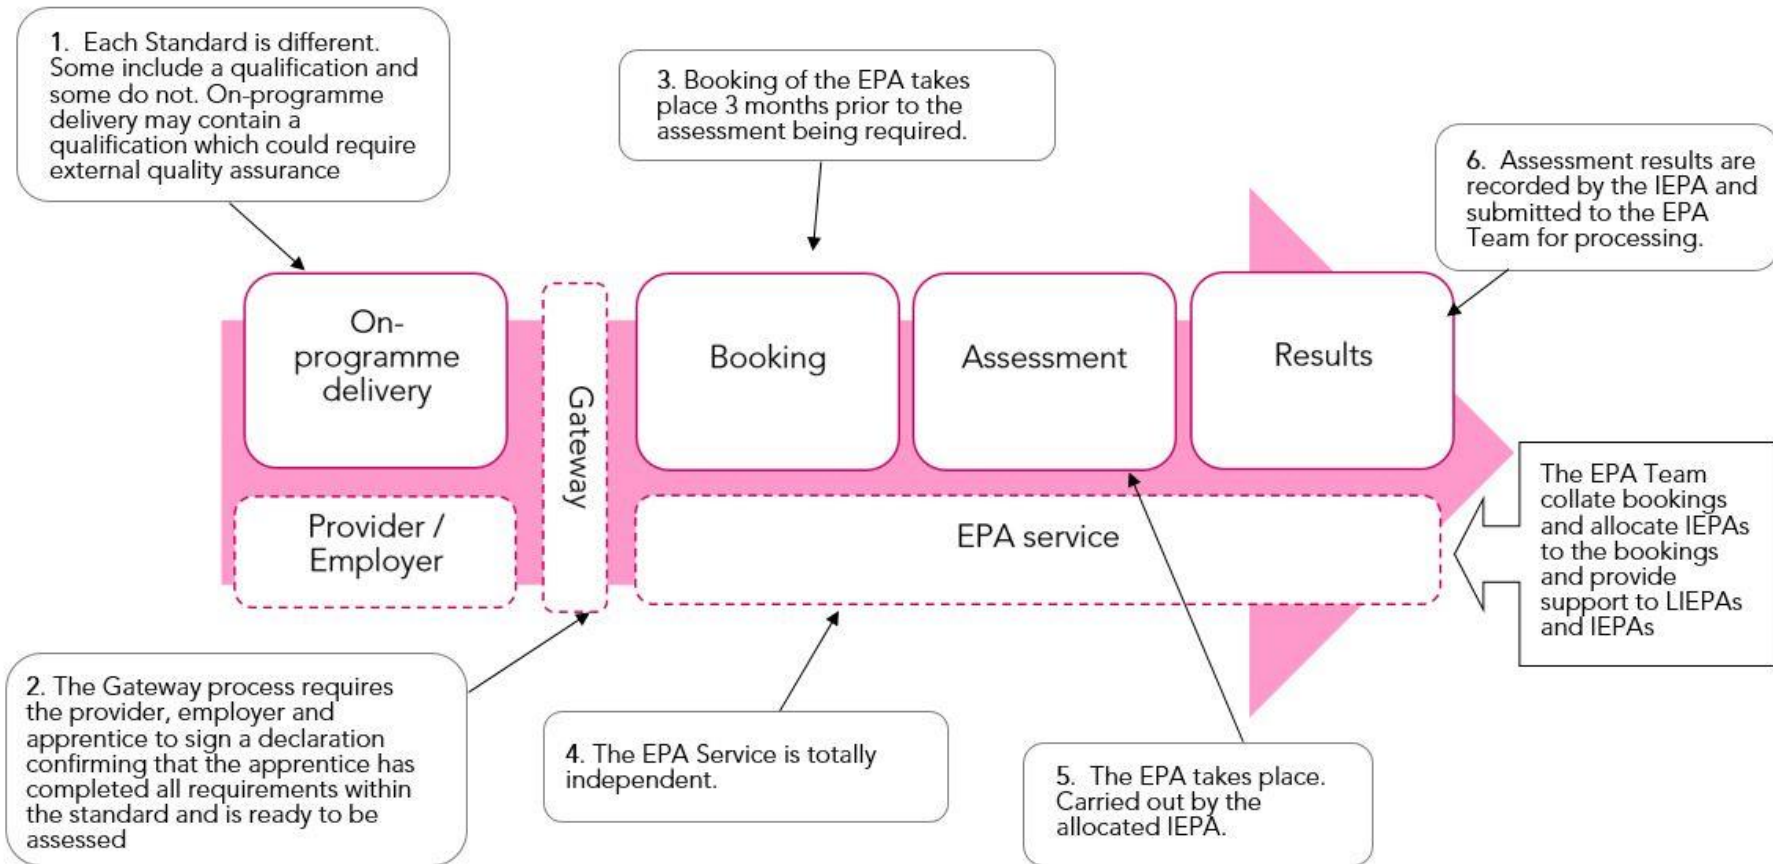 1. Each Standard is different.
Some include a qualification and
some do not. On-programme
delivery may contain a
qualification which could require
external quality assurance
3. Booking of the EPA takes
place 3 months prior to the
assessment being required.
6. Assessment results are
recorded by the IEPA and
submitted to the EPA
Team for processing.
On-
programme
delivery
Gateway
Booking
Assessment
Results
Provider /
Employer
EPA service
The EPA Team
collate bookings
and allocate IEPAs
to the bookings
and provide
support to LIEPAs
and IEPAs
2. The Gateway process requires
the provider, employer and
apprentice to sign a declaration
confirming that the apprentice has
completed all requirements within
the standard and is ready to be
assessed
4. The EPA Service is totally
independent.
5. The EPA takes place.
Carried out by the
allocated IEPA.